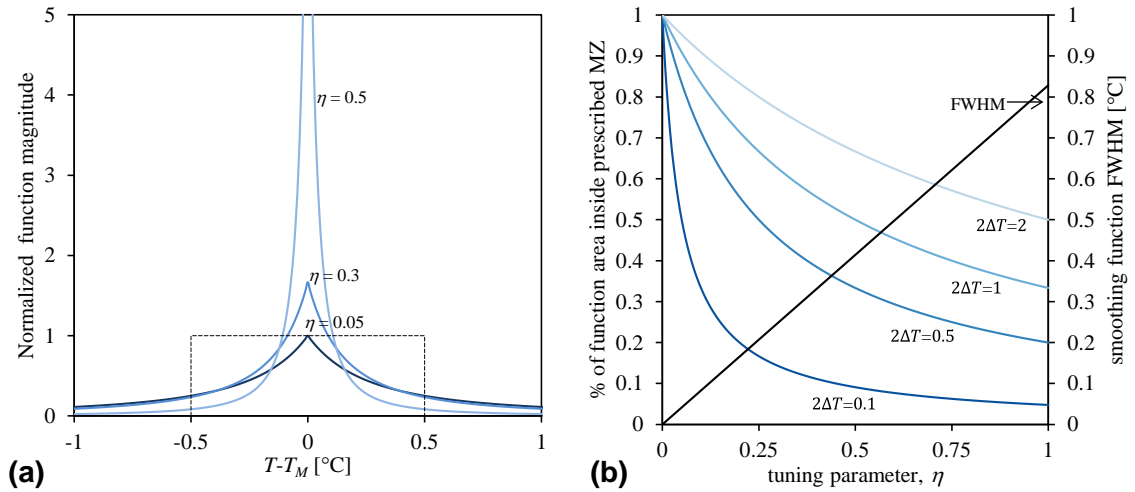 5
4
3
2
1
0
Normalized function magnitude
η = 0.5
η = 0.3
η = 0.05
-1
-0.5
0
0.5
1
T-T_M [°C]
(a)
1
0.9
0.8
0.7
0.6
0.5
0.4
0.3
0.2
0.1
0
% of function area inside prescribed MZ
FWHM
2ΔT=2
2ΔT=1
2ΔT=0.5
2ΔT=0.1
1
0.9
0.8
0.7
0.6
0.5
0.4
0.3
0.2
0.1
0
smoothing function FWHM [°C]
0
0.25
0.5
0.75
1
tuning parameter, η
(b)